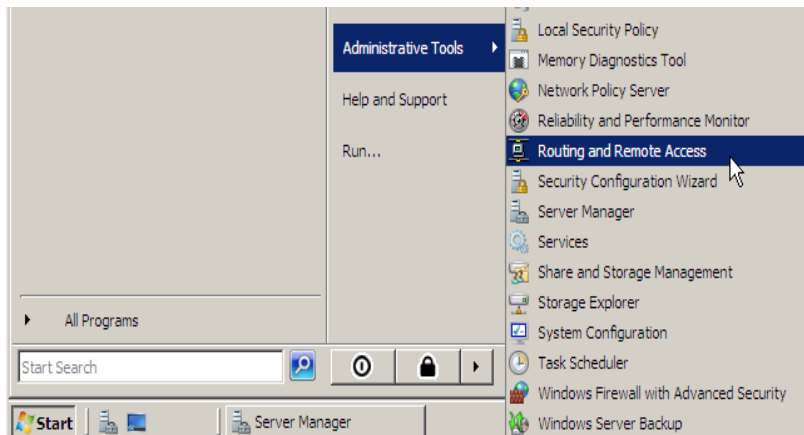 Administrative Tools
Help and Support
Run...
All Programs
Start Search
Start
Server Manager
Local Security Policy
Memory Diagnostics Tool
Network Policy Server
Reliability and Performance Monitor
Routing and Remote Access
Security Configuration Wizard
Server Manager
Services
Share and Storage Management
Storage Explorer
System Configuration
Task Scheduler
Windows Firewall with Advanced Security
Windows Server Backup